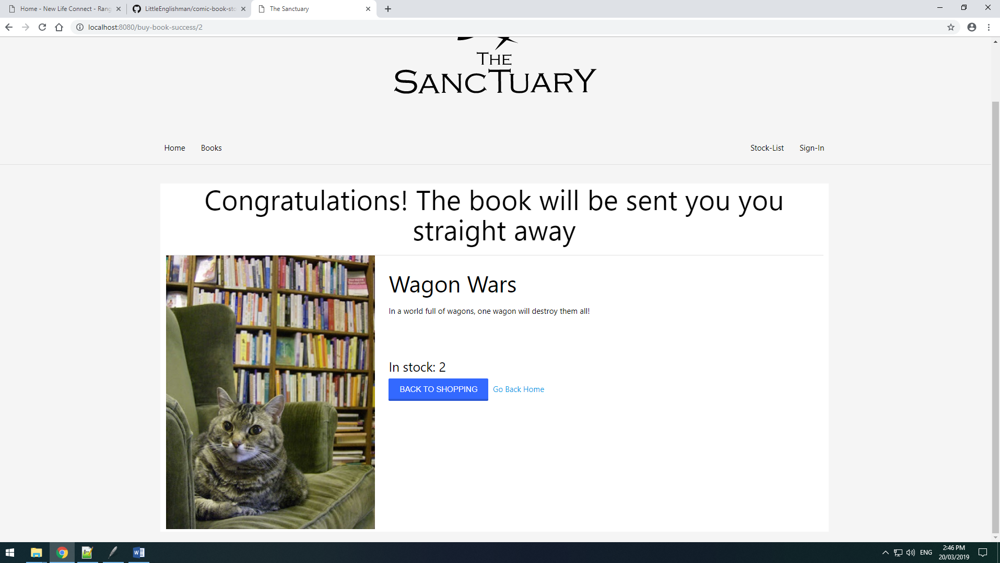 Home - New Life Connect - Rang
LittleEnglishman/comic-book-sto
The Sanctuary
localhost:8080/buy-book-success/2
THE
SANCTUARY
Home Books Stock-List Sign-In
Congratulations! The book will be sent you you
straight away
Wagon Wars
In a world full of wagons, one wagon will destroy them all!
In stock: 2
BACK TO SHOPPING Go Back Home
ENG
2:46 PM
20/03/2019